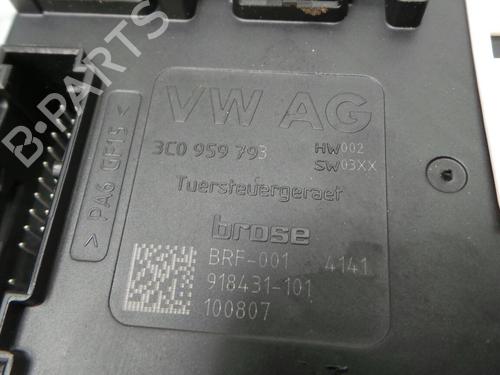 VW AG
3C0 959 793 HW002
SW03XX
Tuersteuergeraet
brose
BRF-001 4141
918431-101
100807
> PA6 GF15 <
B-PARTS